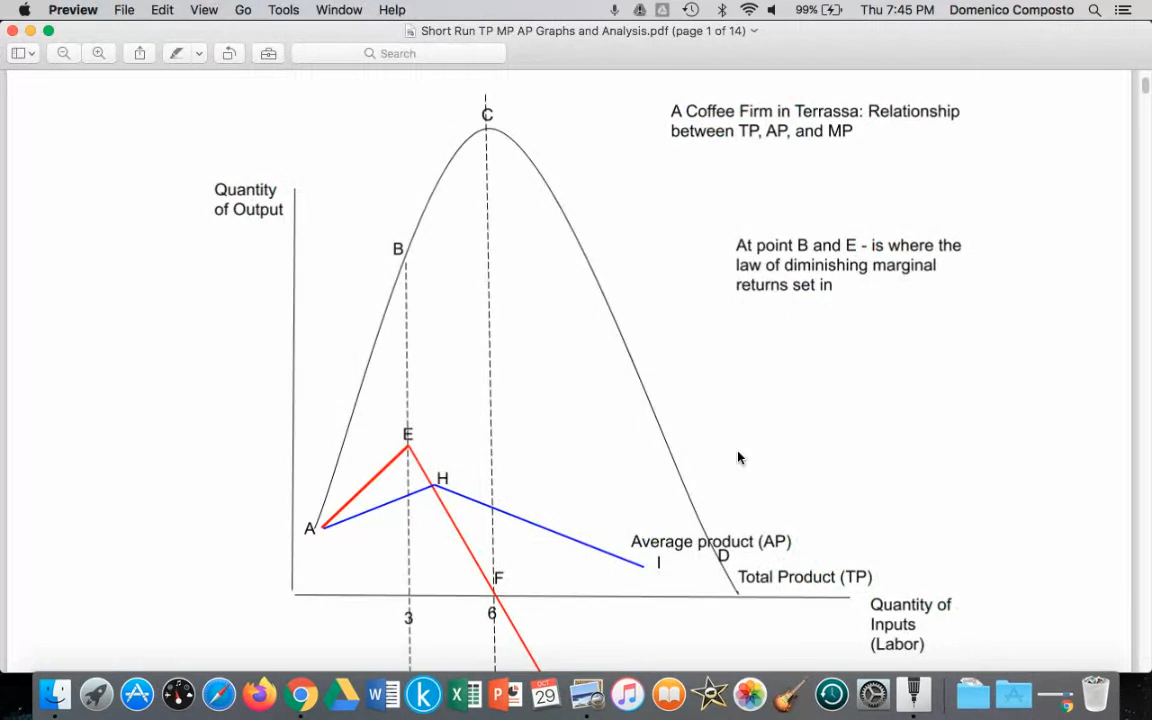 Preview File Edit View Go Tools Window Help 99% Thu 7:45 PM Domenico Composto
Short Run TP MP AP Graphs and Analysis.pdf (page 1 of 14)
Search
C
A Coffee Firm in Terrassa: Relationship
between TP, AP, and MP
Quantity
of Output
B
At point B and E - is where the
law of diminishing marginal
returns set in
E
H
A
Average product (AP)
I
D
F
Total Product (TP)
3
6
Quantity of
Inputs
(Labor)
OCT
29